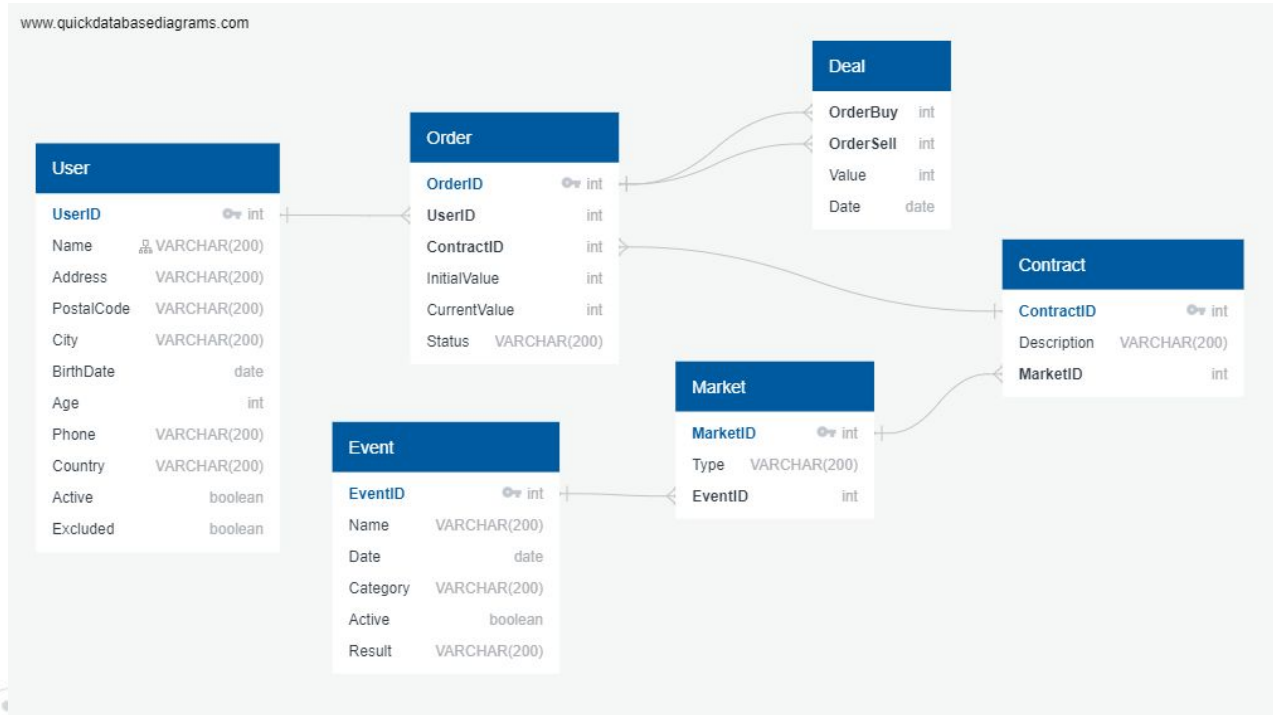 www.quickdatabasediagrams.com
User
UserID int
Name VARCHAR(200)
Address VARCHAR(200)
PostalCode VARCHAR(200)
City VARCHAR(200)
BirthDate date
Age int
Phone VARCHAR(200)
Country VARCHAR(200)
Active boolean
Excluded boolean
Order
OrderID int
UserID int
ContractID int
InitialValue int
CurrentValue int
Status VARCHAR(200)
Deal
OrderBuy int
OrderSell int
Value int
Date date
Event
EventID int
Name VARCHAR(200)
Date date
Category VARCHAR(200)
Active boolean
Result VARCHAR(200)
Market
MarketID int
Type VARCHAR(200)
EventID int
Contract
ContractID int
Description VARCHAR(200)
MarketID int